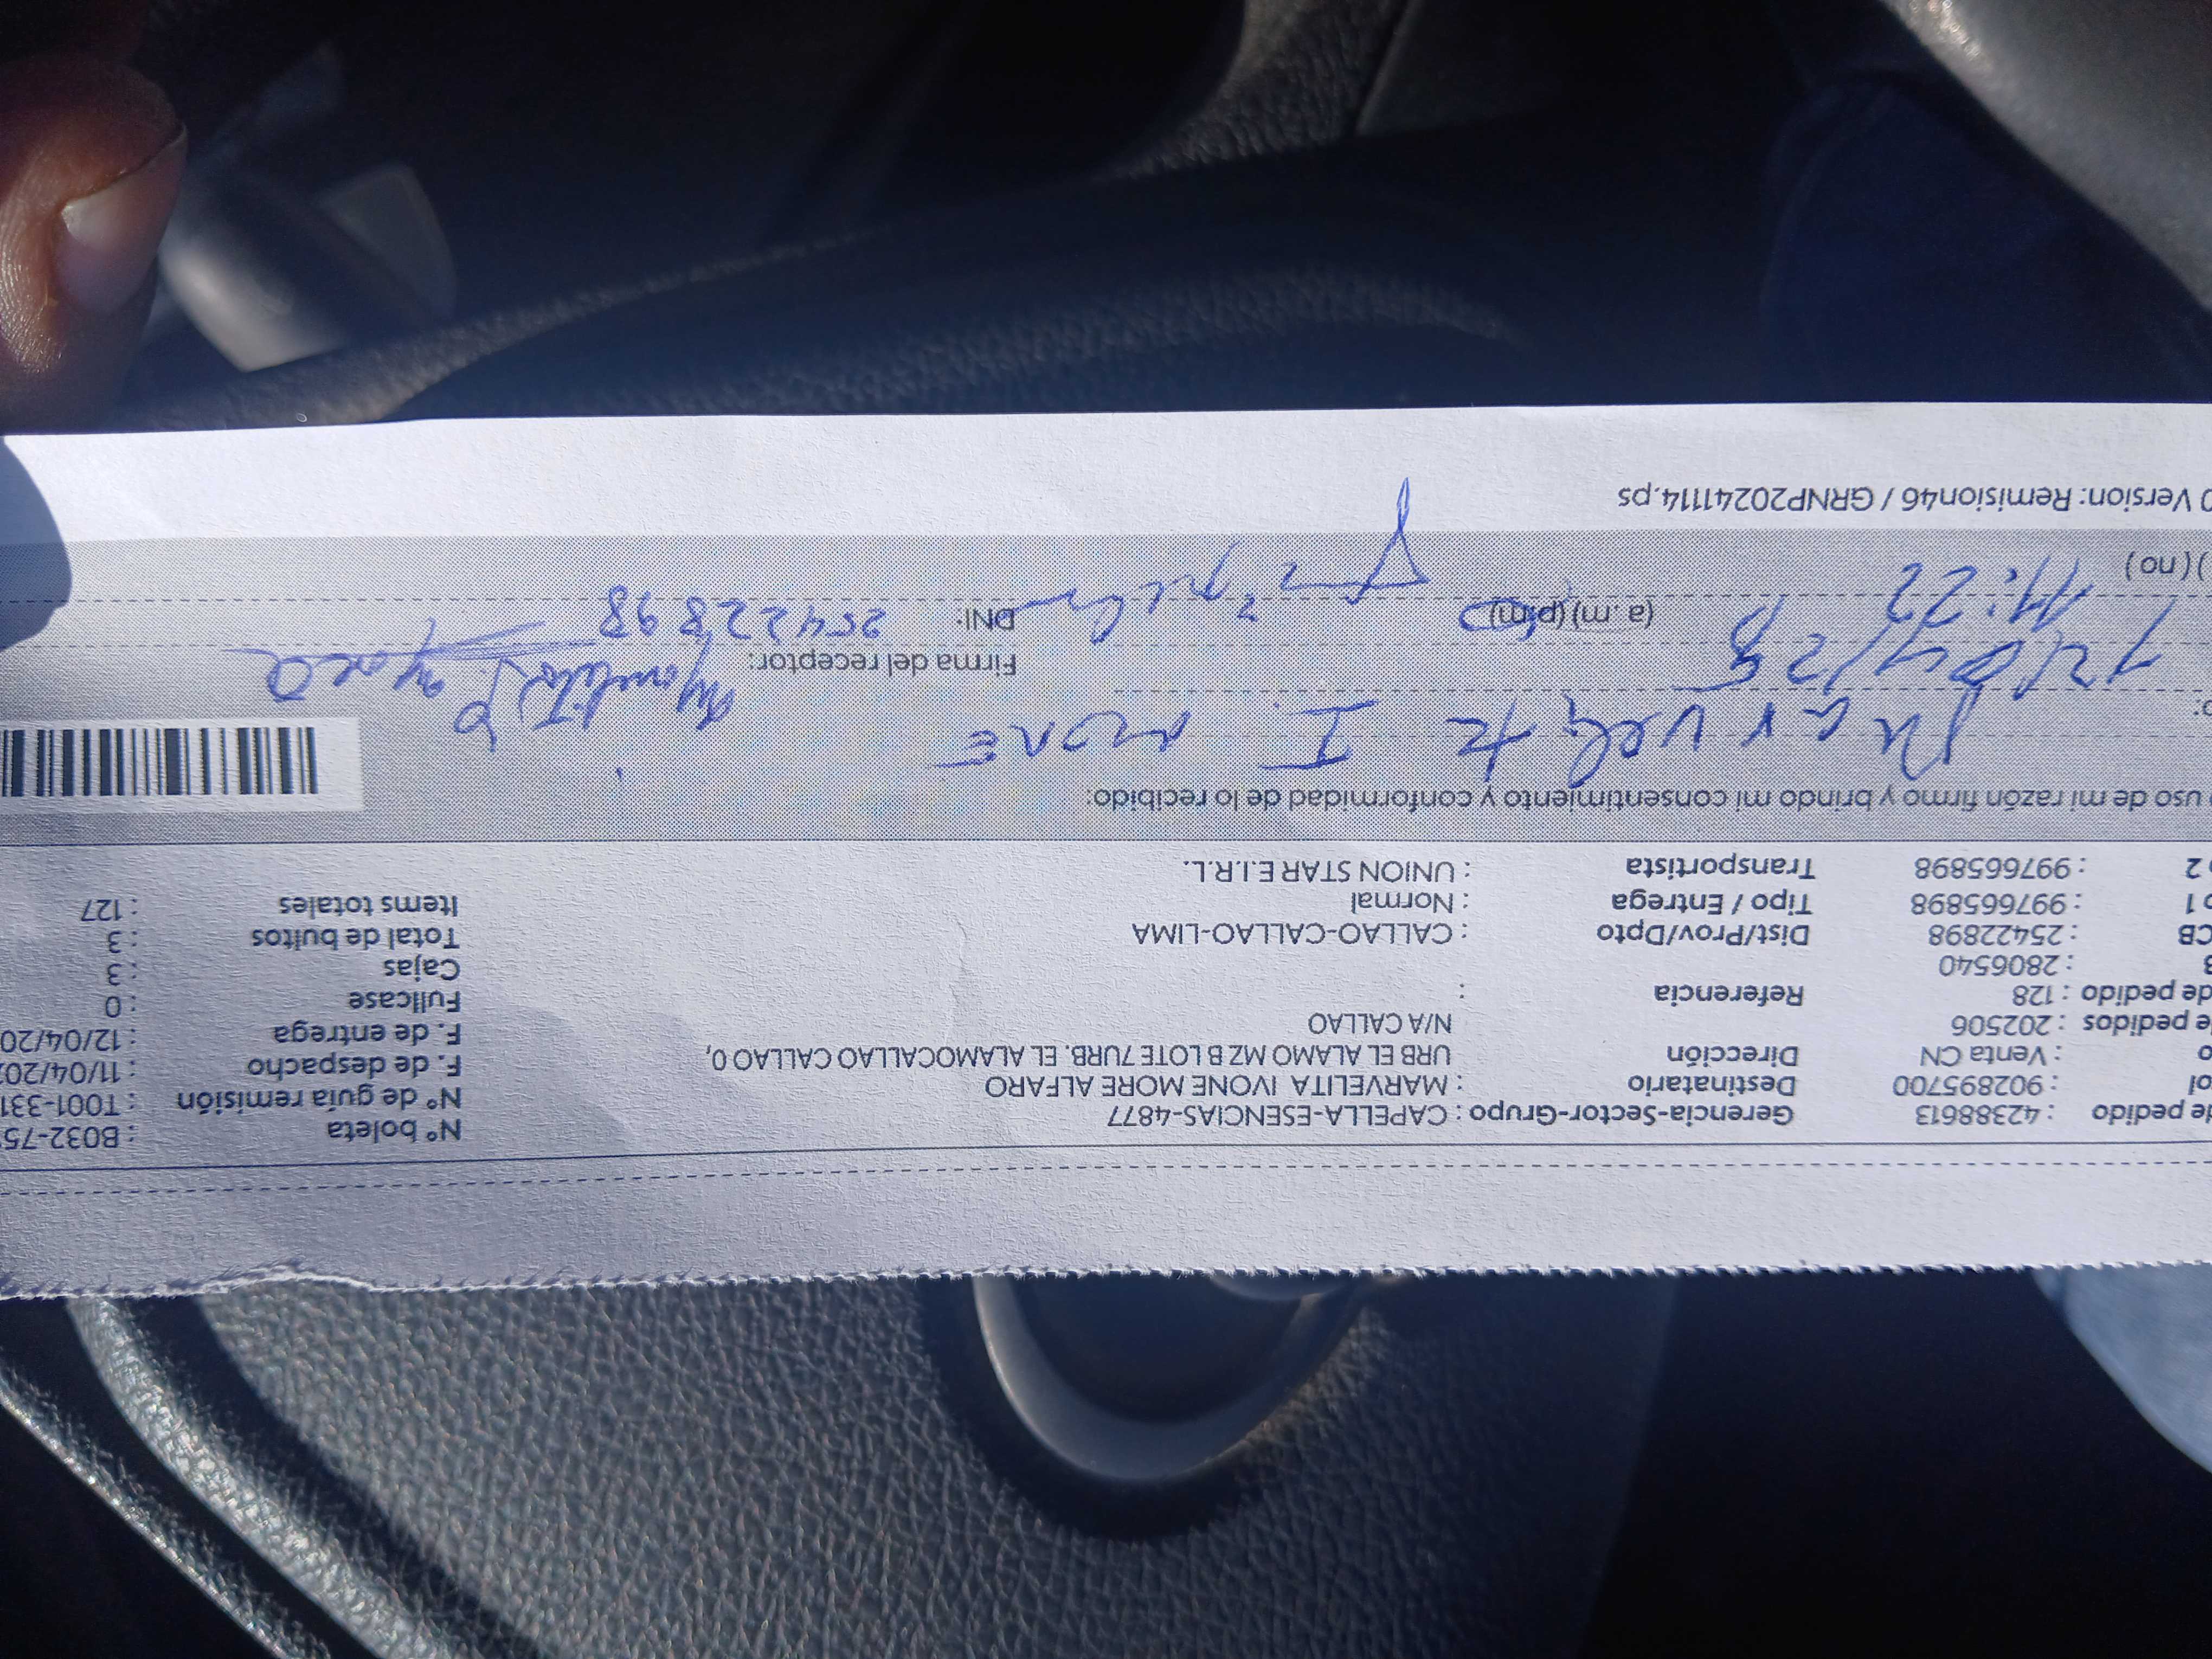 de pedido : 42388613 Gerencia-Sector-Grupo : CAPELLA-ESENCIAS-4877 N° boleta : B032-75
ol : 902895700 Destinatario : MARVELITA IVONE MORE ALFARO N° de guía remisión : T001-331
o : Venta CN Dirección URB EL ALAMO MZ B LOTE 7URB. EL ALAMOCALLAO CALLAO 0, F. de despacho : 11/04/202
e pedidos : 202506 N/A CALLAO F. de entrega : 12/04/20
de pedido : 128 Referencia : Fullcase : 0
: 2806540 Cajas : 3
CB : 25422898 Dist/Prov/Dpto : CALLAO-CALLAO-LIMA Total de bultos : 3
o 1 : 997665898 Tipo / Entrega : Normal Items totales : 127
o 2 : 997665898 Transportista : UNION STAR E.I.R.L.
uso de mi razón firmo y brindo mi consentimiento y conformidad de lo recibido:
Marvelita I More
12/04/25 (a. m) (p.m) Firma del receptor:
11:22 DNI: 25422898
) (no)
0 Version: Remision46 / GRNP20241114.ps